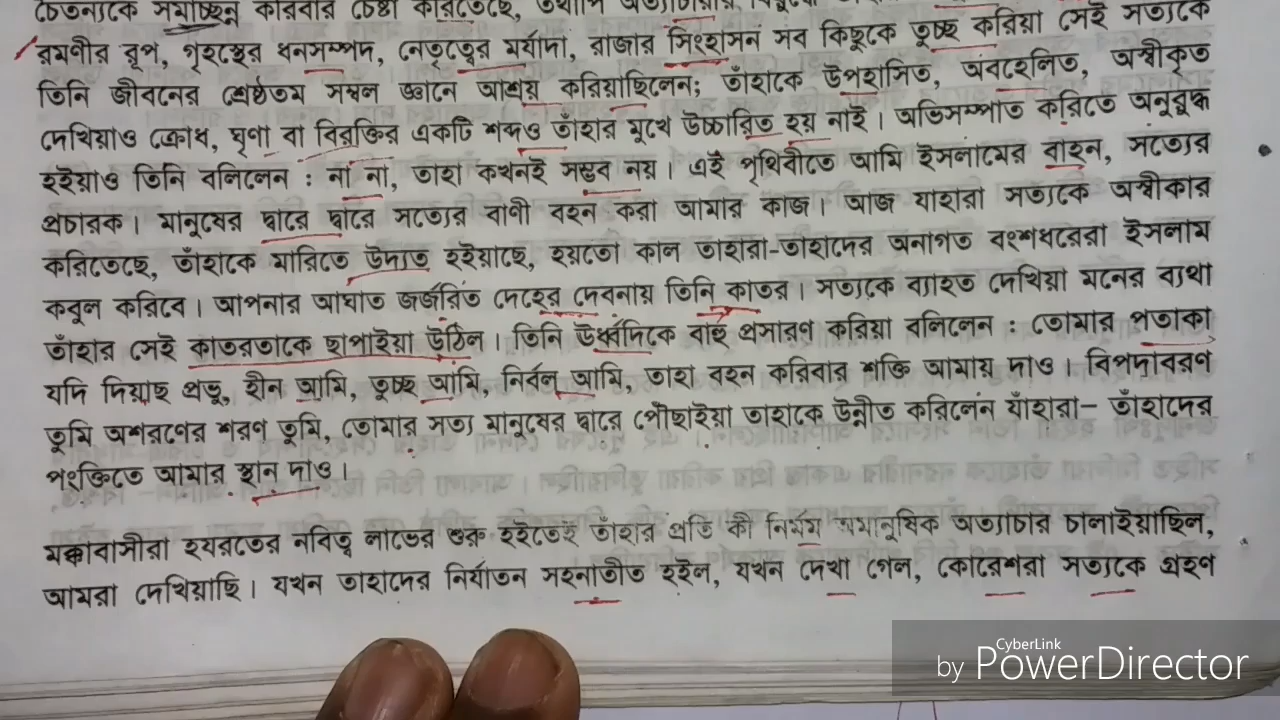 চৈতন্যকে সমাচ্ছন্ন করিবার চেষ্টা করিতেছে, তথাপি
রমণীর রূপ, গৃহস্থের ধনসম্পদ, নেতৃত্বের মর্যাদা, রাজার সিংহাসন সব কিছুকে তুচ্ছ করিয়া সেই সত্যকে
তিনি জীবনের শ্রেষ্ঠতম সম্বল জ্ঞানে আশ্রয় করিয়াছিলেন; তাঁহাকে উপহাসিত, অবহেলিত, অস্বীকৃত
দেখিয়াও ক্রোধ, ঘৃণা বা বিরক্তির একটি শব্দও তাঁহার মুখে উচ্চারিত হয় নাই। অভিসম্পাত করিতে অনুরুদ্ধ
হইয়াও তিনি বলিলেন : না না, তাহা কখনই সম্ভব নয়। এই পৃথিবীতে আমি ইসলামের বাহন, সত্যের
প্রচারক। মানুষের দ্বারে দ্বারে সত্যের বাণী বহন করা আমার কাজ। আজ যাহারা সত্যকে অস্বীকার
করিতেছে, তাঁহাকে মারিতে উদ্যত হইয়াছে, হয়তো কাল তাহারা-তাহাদের অনাগত বংশধরেরা ইসলাম
কবুল করিবে। আপনার আঘাত জর্জরিত দেহের দেবনায় তিনি কাতর। সত্যকে ব্যাহত দেখিয়া মনের ব্যথা
তাঁহার সেই কাতরতাকে ছাপাইয়া উঠিল। তিনি উর্ধ্বদিকে বাহু প্রসারণ করিয়া বলিলেন : তোমার পতাকা
যদি দিয়াছ প্রভু, হীন আমি, তুচ্ছ আমি, নির্বল আমি, তাহা বহন করিবার শক্তি আমায় দাও। বিপদাবরণ
তুমি অশরণের শরণ তুমি, তোমার সত্য মানুষের দ্বারে পৌঁছাইয়া তাহাকে উন্নীত করিলেন যাঁহারা– তাঁহাদের
পংক্তিতে আমার স্থান দাও।
মক্কাবাসীরা হযরতের নবিত্ব লাভের শুরু হইতেই তাঁহার প্রতি কী নির্মম অমানুষিক অত্যাচার চালাইয়াছিল,
আমরা দেখিয়াছি। যখন তাহাদের নির্যাতন সহনাতীত হইল, যখন দেখা গেল, কোরেশরা সত্যকে গ্রহণ
CyberLink
by PowerDirector